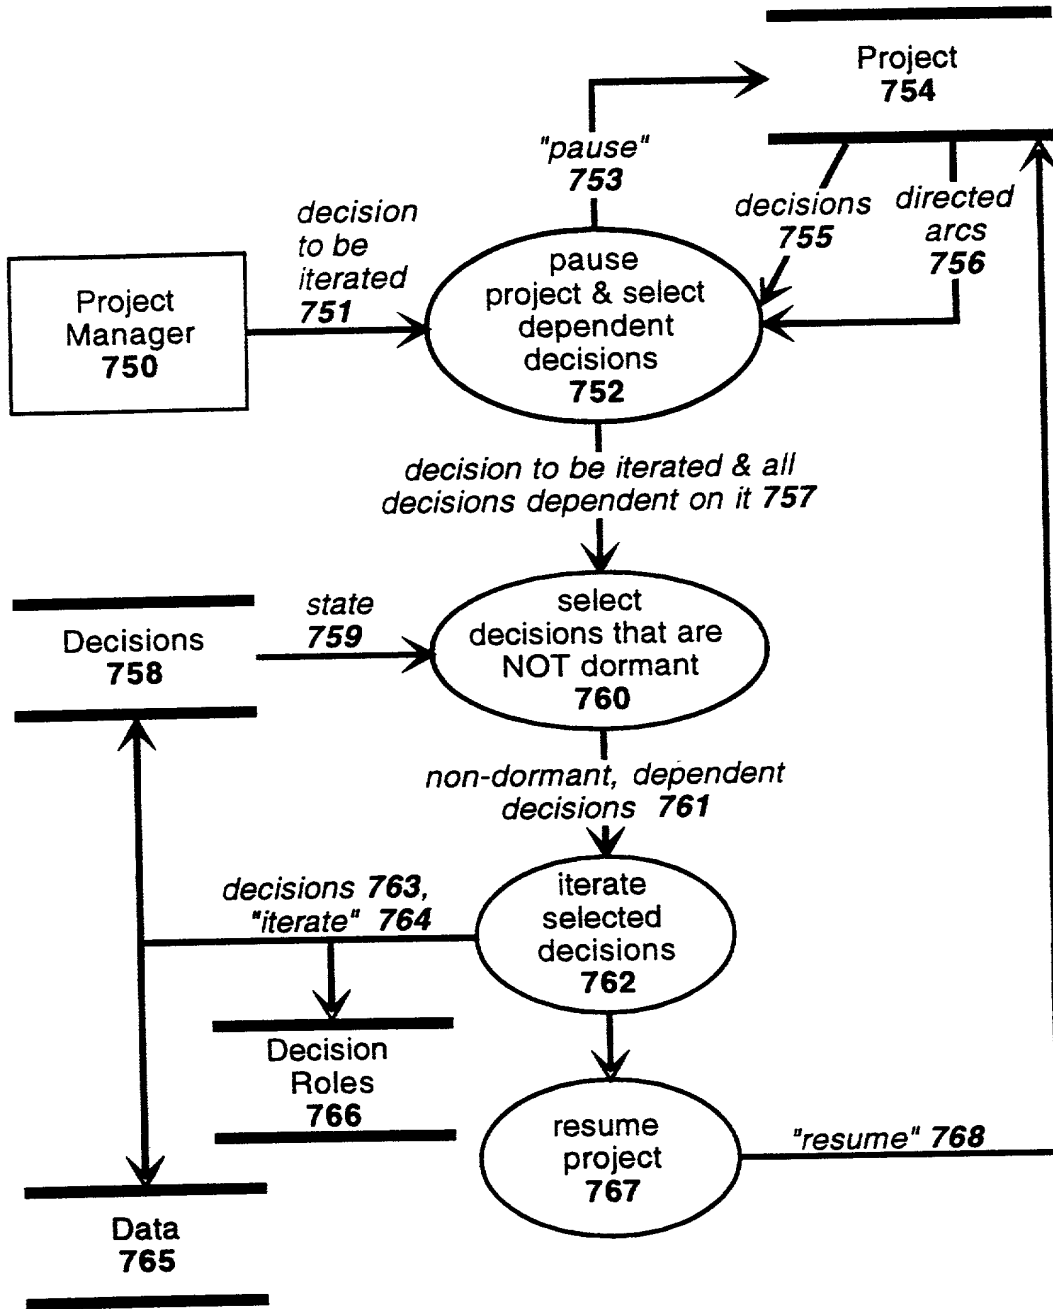 Project
754
"pause"
753
decisions
755
directed
arcs
756
decision
to be
iterated
751
Project
Manager
750
pause
project & select
dependent
decisions
752
decision to be iterated & all
decisions dependent on it 757
Decisions
758
state
759
select
decisions that are
NOT dormant
760
non-dormant, dependent
decisions 761
decisions 763,
"iterate" 764
iterate
selected
decisions
762
Decision
Roles
766
resume
project
767
"resume" 768
Data
765